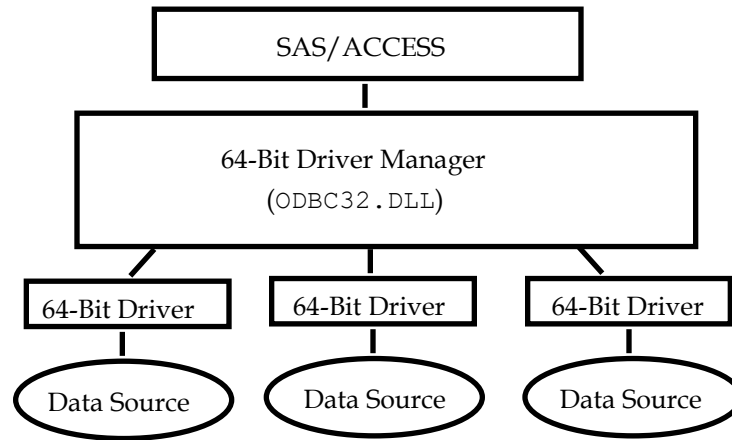 SAS/ACCESS
64-Bit Driver Manager
(ODBC32.DLL)
64-Bit Driver
64-Bit Driver
64-Bit Driver
Data Source
Data Source
Data Source